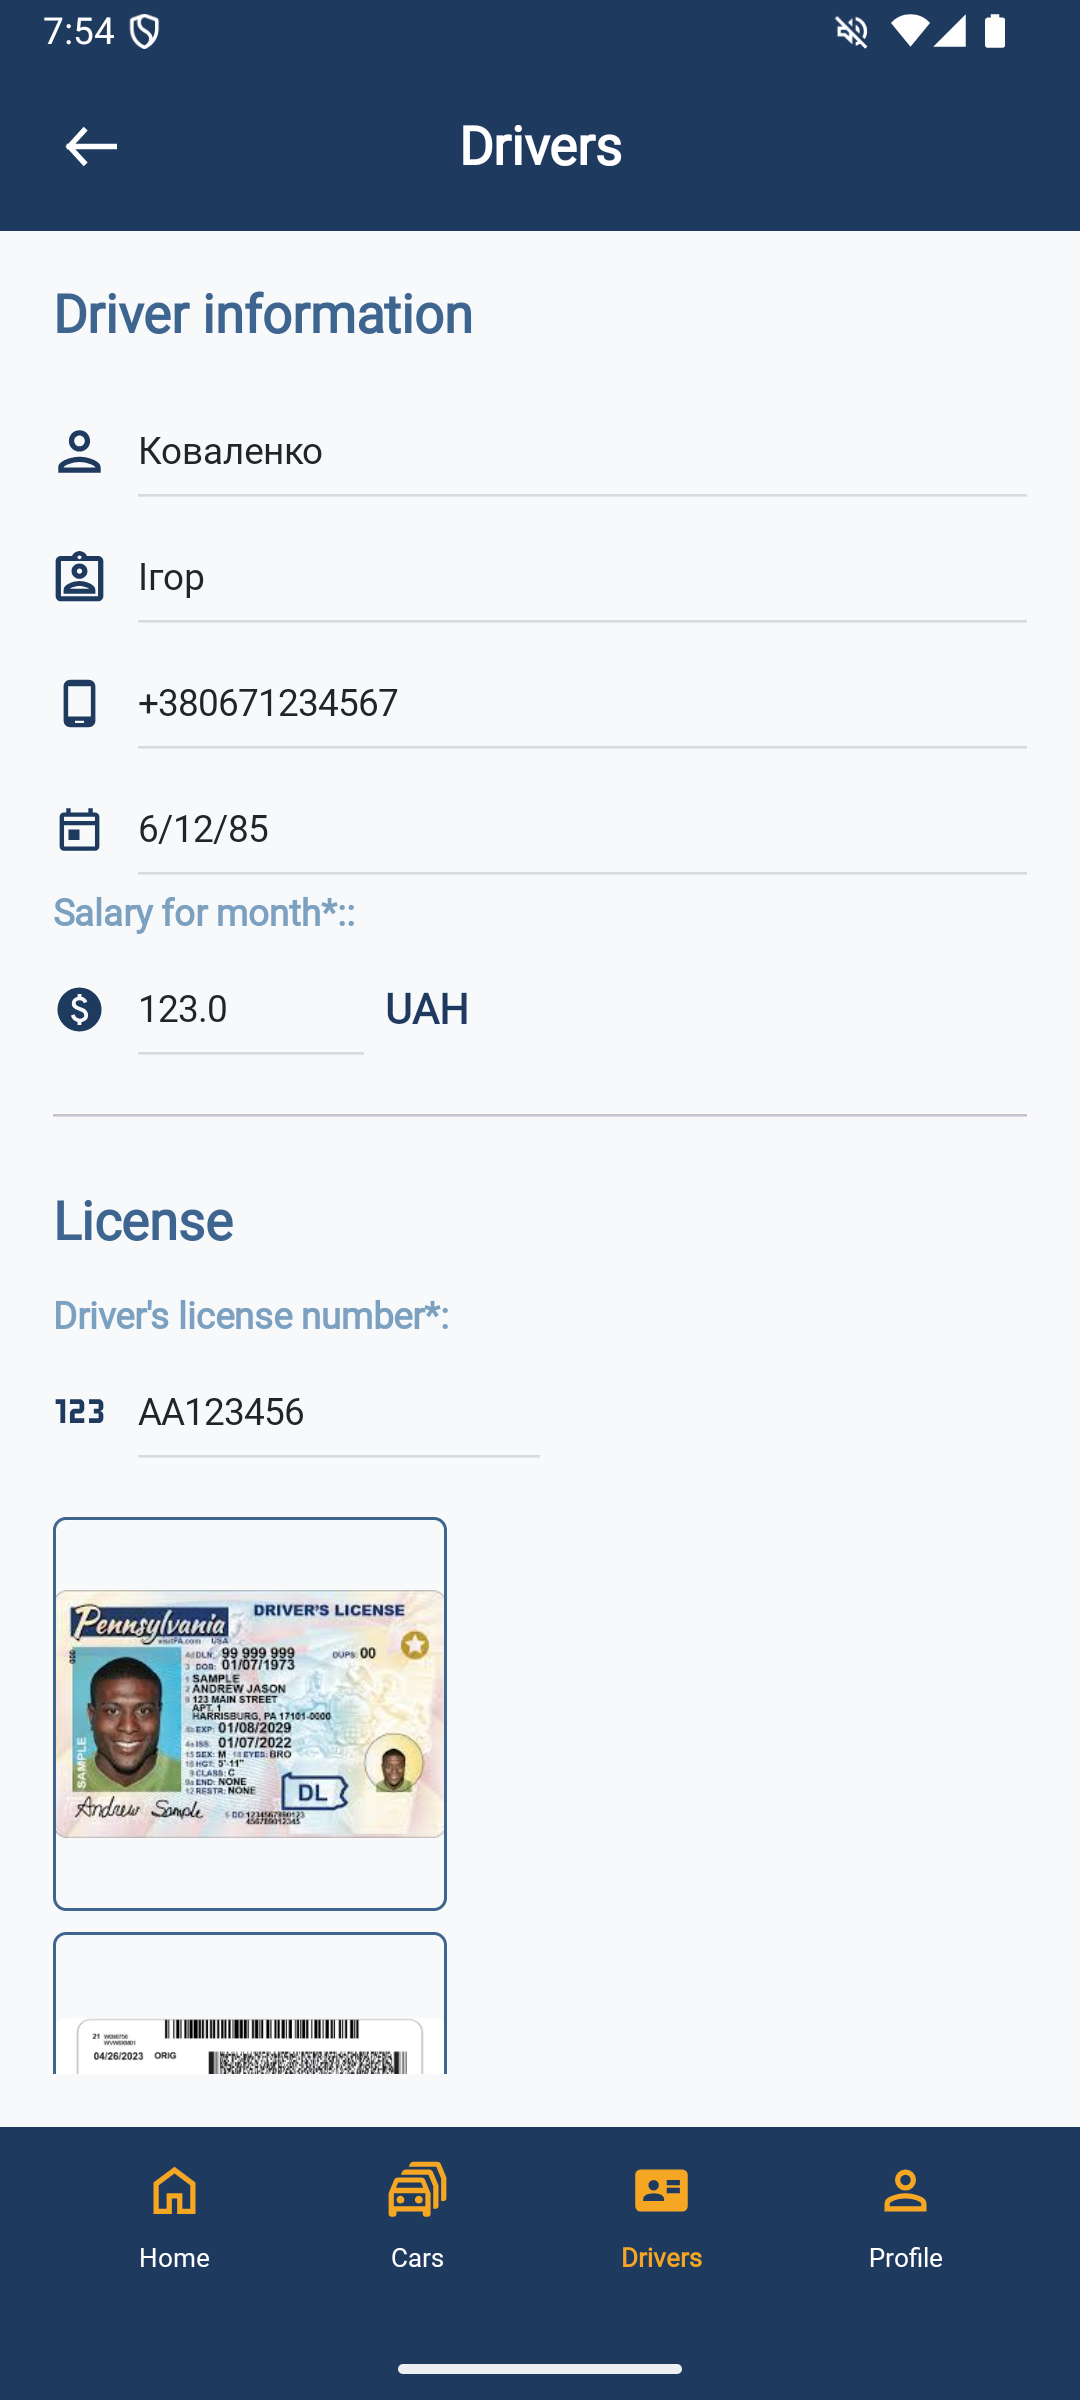 7:54
Drivers
Driver information
Коваленко
Ігор
+380671234567
6/12/85
Salary for month*::
123.0 UAH
License
Driver's license number*:
123 AA123456
Pennsylvania DRIVER'S LICENSE
visitPA.com USA
4d DLN: 99 999 999 DUPS: 00
3 DOB: 01/07/1973
1 SAMPLE
2 ANDREW JASON
8 123 MAIN STREET
APT. 1
HARRISBURG, PA 17101-0000
4b EXP: 01/08/2029
4a ISS: 01/07/2022
15 SEX: M 18 EYES: BRO
16 HGT: 5'-11"
9 CLASS: C
9a END: NONE
12 RESTR: NONE
DL
SAMPLE
Andrew Sample
5 DD: 1234567890123
456789012345
21
04/26/2023 ORIG
Home Cars Drivers Profile